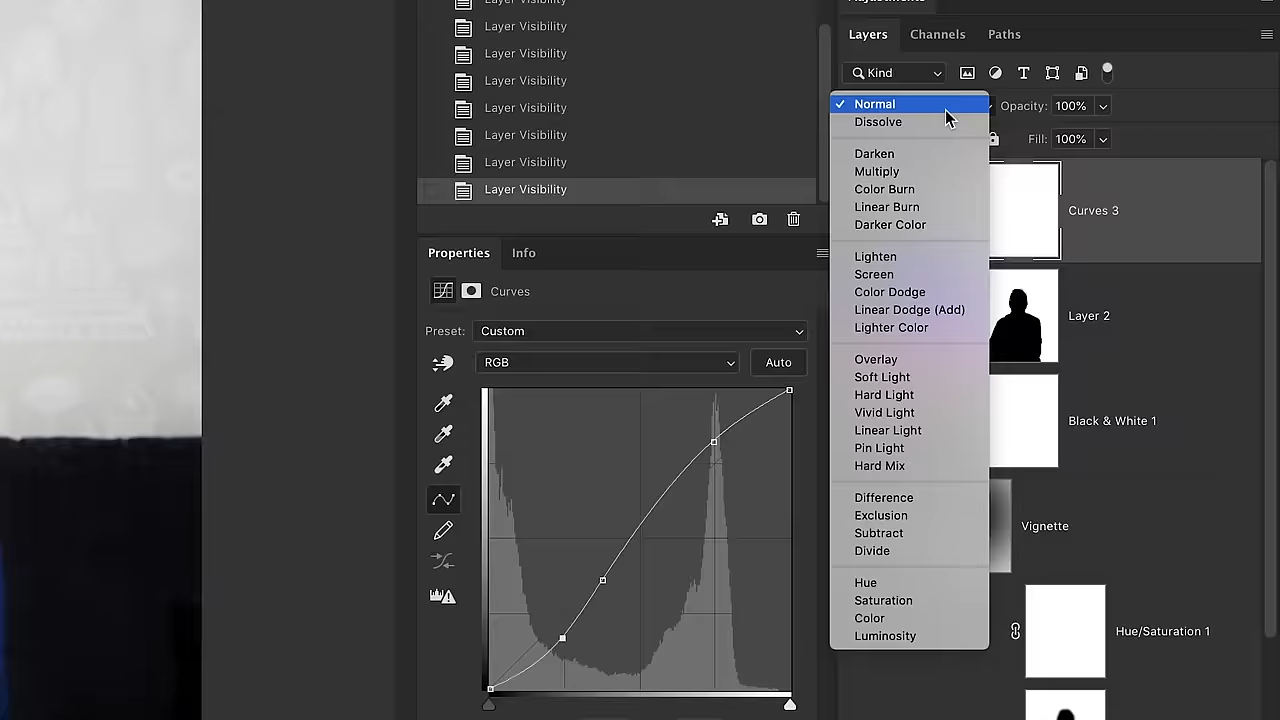 Layer Visibility
Layer Visibility
Layer Visibility
Layer Visibility
Layer Visibility
Layer Visibility
Layer Visibility
Layer Visibility
Properties
Info
Curves
Preset: Custom
RGB
Auto
Adjustments
Layers
Channels
Paths
Kind
Normal
Opacity: 100%
Dissolve
Fill: 100%
Darken
Multiply
Color Burn
Linear Burn
Darker Color
Lighten
Screen
Color Dodge
Linear Dodge (Add)
Lighter Color
Overlay
Soft Light
Hard Light
Vivid Light
Linear Light
Pin Light
Hard Mix
Difference
Exclusion
Subtract
Divide
Hue
Saturation
Color
Luminosity
Curves 3
Layer 2
Black & White 1
Vignette
Hue/Saturation 1